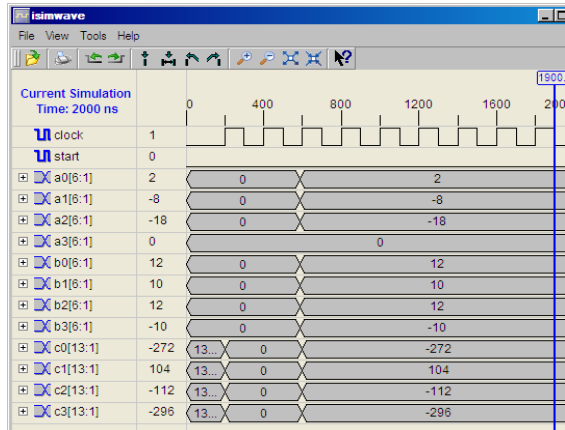 isimwave
File View Tools Help
1900.
Current Simulation
Time: 2000 ns
0 400 800 1200 1600 200
clock 1
start 0
a0[6:1] 2 0 2
a1[6:1] -8 0 -8
a2[6:1] -18 0 -18
a3[6:1] 0 0
b0[6:1] 12 0 12
b1[6:1] 10 0 10
b2[6:1] 12 0 12
b3[6:1] -10 0 -10
c0[13:1] -272 13... 0 -272
c1[13:1] 104 13... 0 104
c2[13:1] -112 13... 0 -112
c3[13:1] -296 13... 0 -296